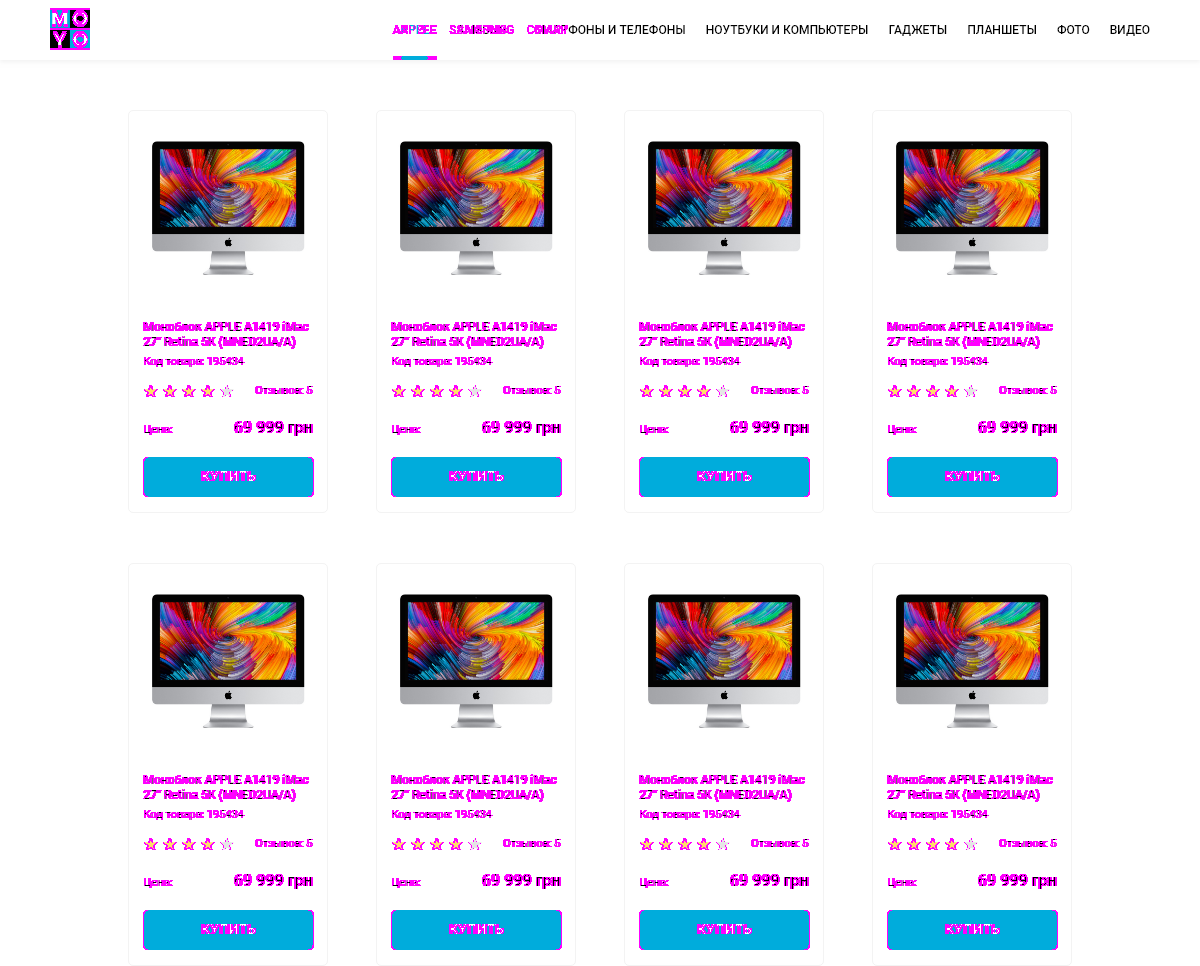 MOYO
APPLE SAMSUNG СМАРТФОНЫ И ТЕЛЕФОНЫ НОУТБУКИ И КОМПЬЮТЕРЫ ГАДЖЕТЫ ПЛАНШЕТЫ ФОТО ВИДЕО
Моноблок APPLE A1419 iMac 27" Retina 5K (MNED2UA/A)
Код товара: 195434
Отзывов: 5
Цена: 69 999 грн
КУПИТЬ
Моноблок APPLE A1419 iMac 27" Retina 5K (MNED2UA/A)
Код товара: 195434
Отзывов: 5
Цена: 69 999 грн
КУПИТЬ
Моноблок APPLE A1419 iMac 27" Retina 5K (MNED2UA/A)
Код товара: 195434
Отзывов: 5
Цена: 69 999 грн
КУПИТЬ
Моноблок APPLE A1419 iMac 27" Retina 5K (MNED2UA/A)
Код товара: 195434
Отзывов: 5
Цена: 69 999 грн
КУПИТЬ
Моноблок APPLE A1419 iMac 27" Retina 5K (MNED2UA/A)
Код товара: 195434
Отзывов: 5
Цена: 69 999 грн
КУПИТЬ
Моноблок APPLE A1419 iMac 27" Retina 5K (MNED2UA/A)
Код товара: 195434
Отзывов: 5
Цена: 69 999 грн
КУПИТЬ
Моноблок APPLE A1419 iMac 27" Retina 5K (MNED2UA/A)
Код товара: 195434
Отзывов: 5
Цена: 69 999 грн
КУПИТЬ
Моноблок APPLE A1419 iMac 27" Retina 5K (MNED2UA/A)
Код товара: 195434
Отзывов: 5
Цена: 69 999 грн
КУПИТЬ